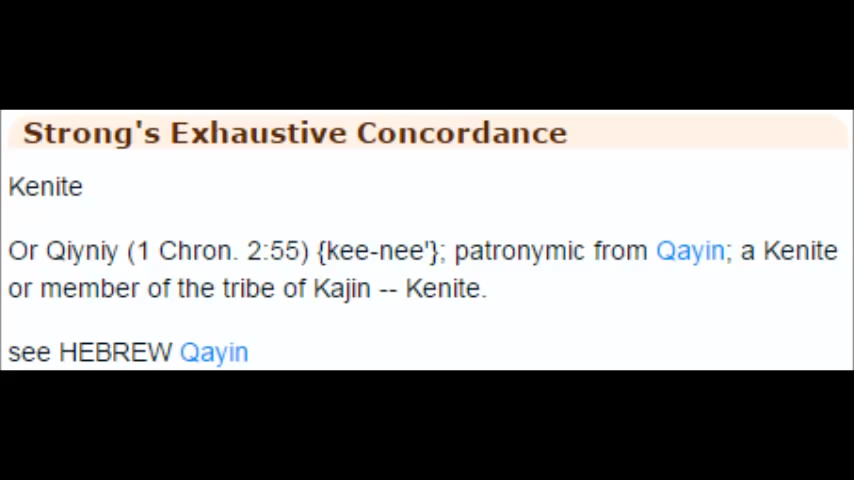 Strong's Exhaustive Concordance
Kenite
Or Qiyniy (1 Chron. 2:55) {kee-nee'}; patronymic from Qayin; a Kenite
or member of the tribe of Kajin -- Kenite.
see HEBREW Qayin